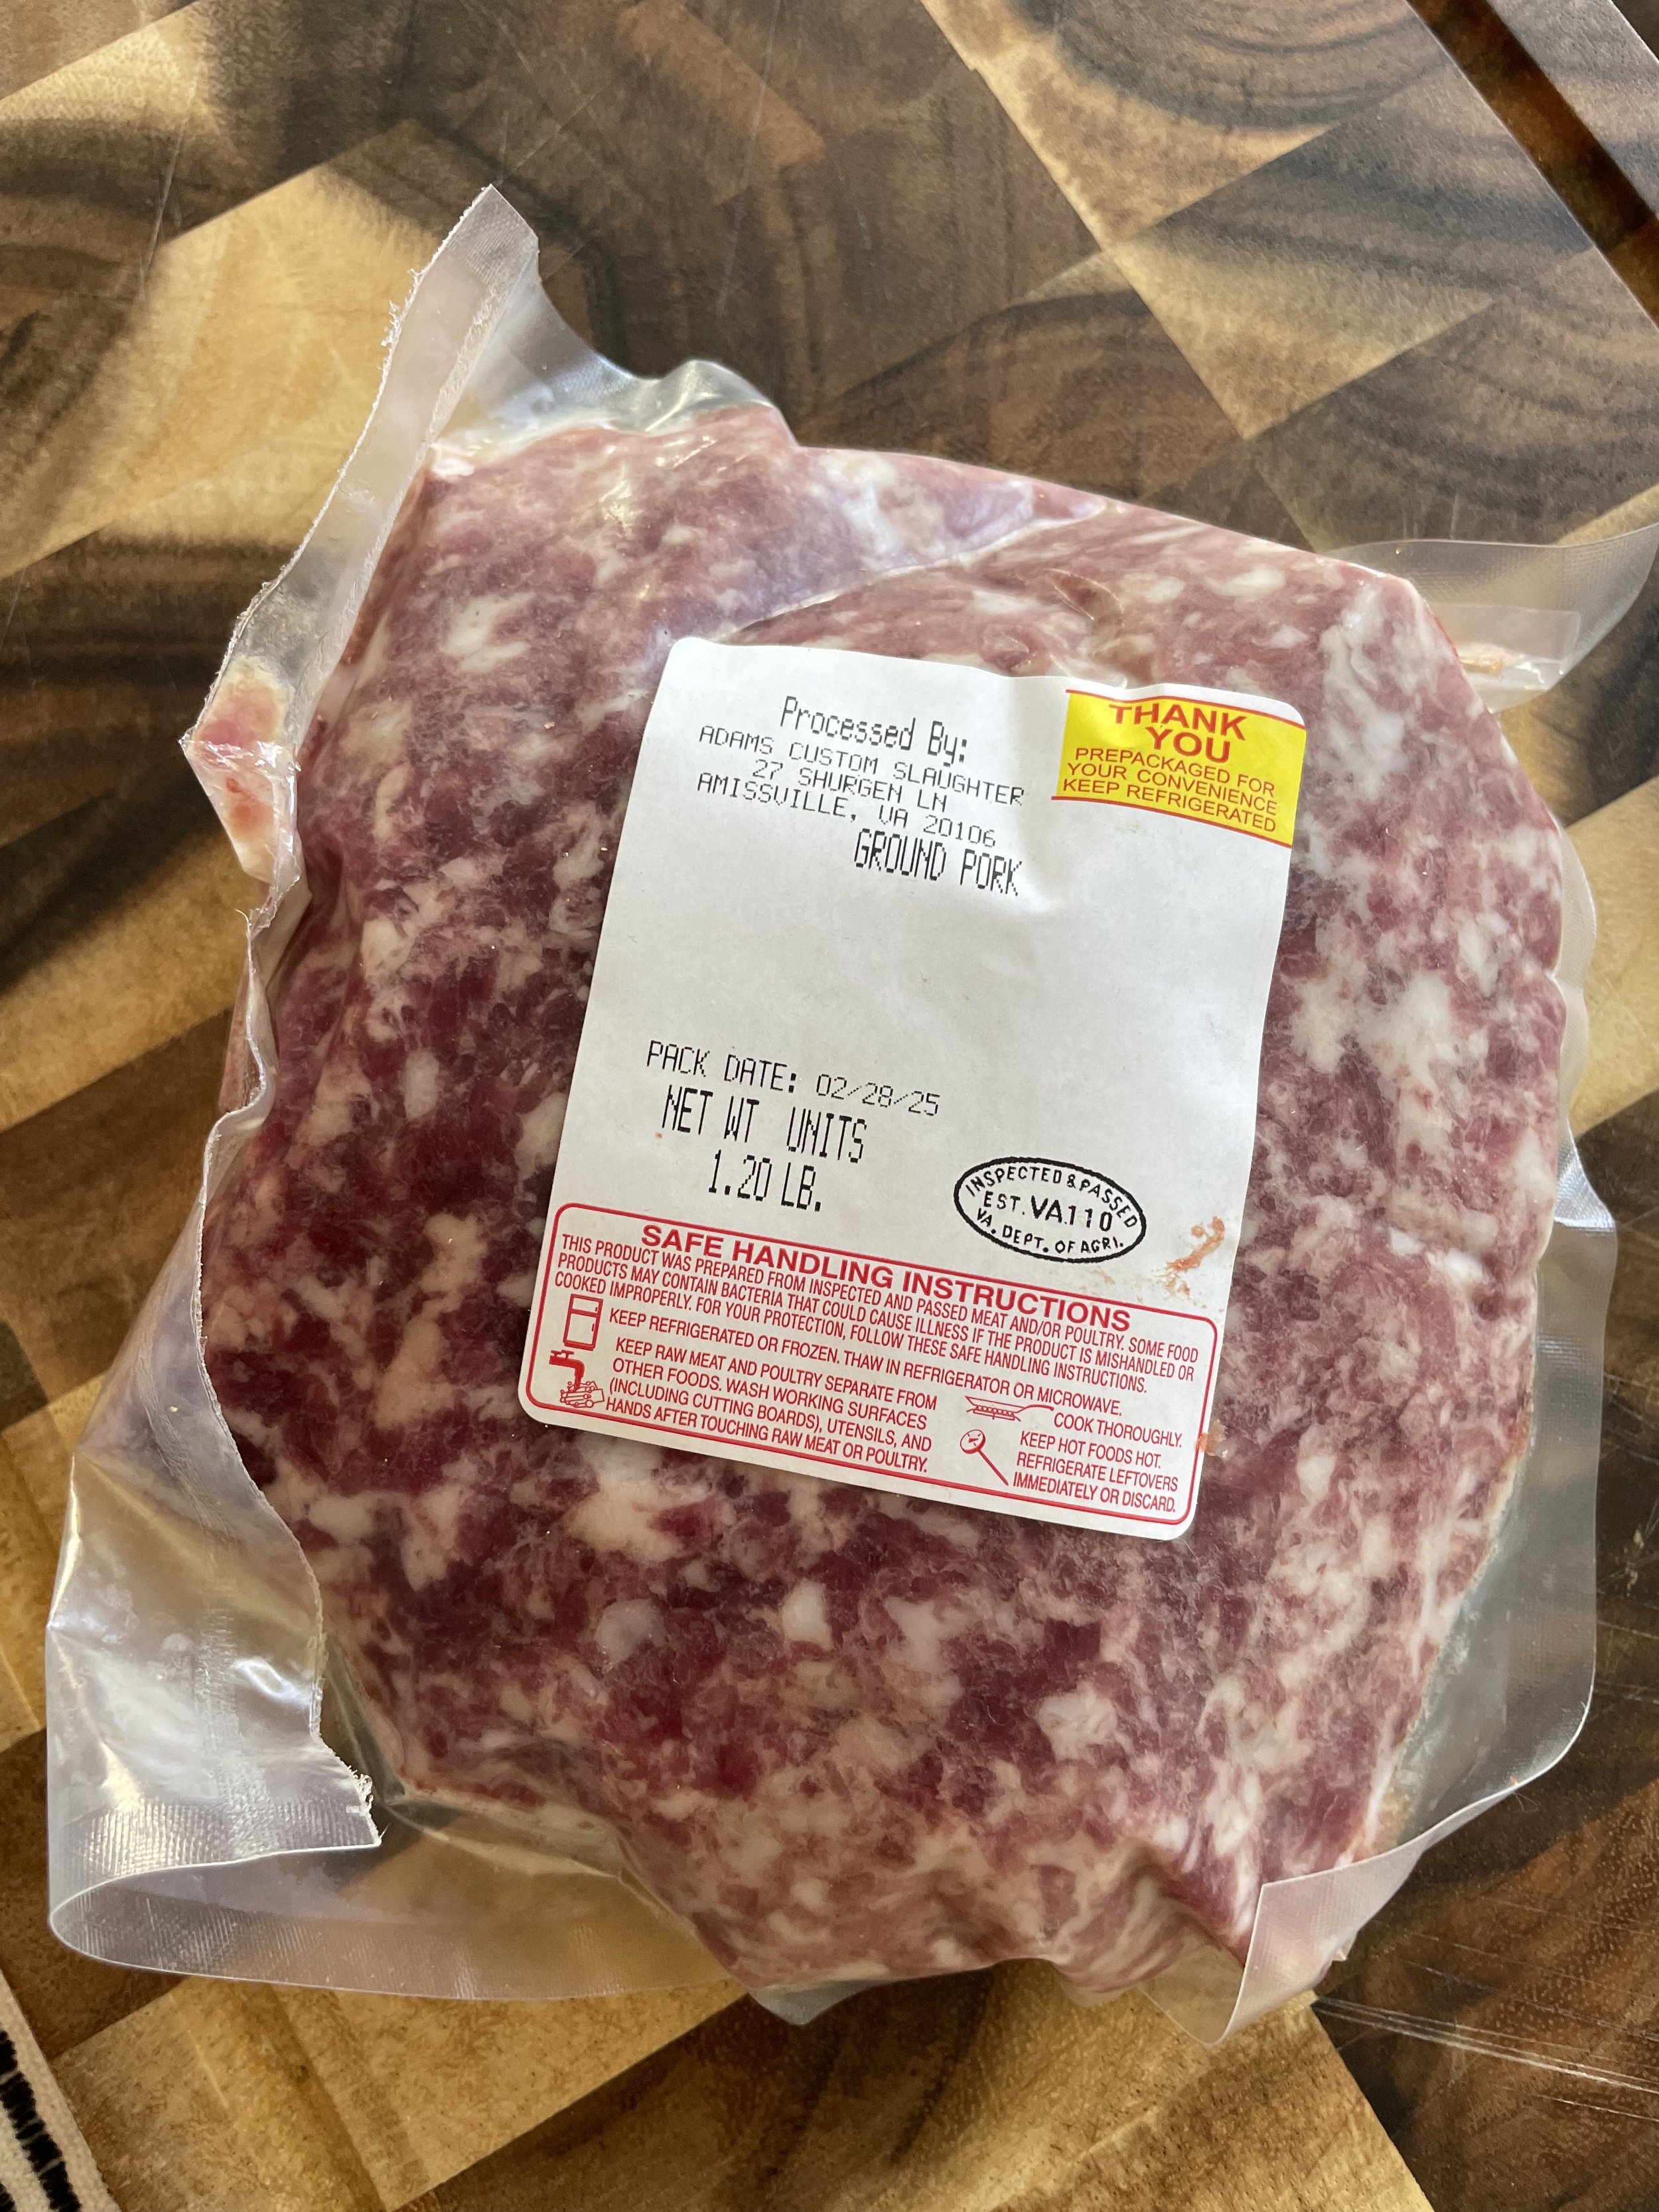 Processed By:
ADAMS CUSTOM SLAUGHTER
27 SHURGEN LN
AMISSVILLE, VA 20106
GROUND PORK
THANK
YOU
PREPACKAGED FOR
YOUR CONVENIENCE
KEEP REFRIGERATED
PACK DATE: 02/28/25
NET WT UNITS
1.20 LB.
INSPECTED & PASSED
EST. VA.110
VA. DEPT. OF AGRI.
SAFE HANDLING INSTRUCTIONS
THIS PRODUCT WAS PREPARED FROM INSPECTED AND PASSED MEAT AND/OR POULTRY. SOME FOOD
PRODUCTS MAY CONTAIN BACTERIA THAT COULD CAUSE ILLNESS IF THE PRODUCT IS MISHANDLED OR
COOKED IMPROPERLY. FOR YOUR PROTECTION, FOLLOW THESE SAFE HANDLING INSTRUCTIONS.
KEEP REFRIGERATED OR FROZEN. THAW IN REFRIGERATOR OR MICROWAVE.
KEEP RAW MEAT AND POULTRY SEPARATE FROM
OTHER FOODS. WASH WORKING SURFACES
(INCLUDING CUTTING BOARDS), UTENSILS, AND
HANDS AFTER TOUCHING RAW MEAT OR POULTRY.
COOK THOROUGHLY.
KEEP HOT FOODS HOT.
REFRIGERATE LEFTOVERS
IMMEDIATELY OR DISCARD.